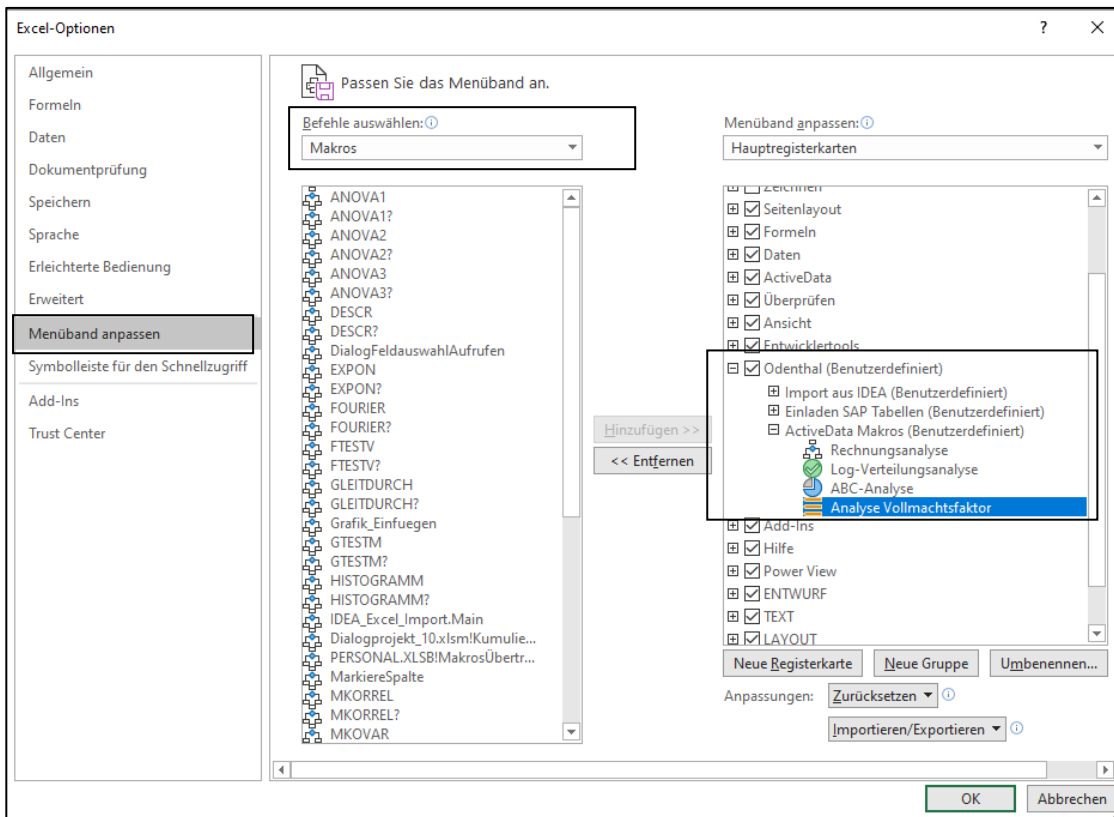 Excel-Optionen
?
Allgemein
Formeln
Daten
Dokumentprüfung
Speichern
Sprache
Erleichterte Bedienung
Erweitert
Menüband anpassen
Symbolleiste für den Schnellzugriff
Add-Ins
Trust Center
Passen Sie das Menüband an.
Befehle auswählen:
Makros
ANOVA1
ANOVA1?
ANOVA2
ANOVA2?
ANOVA3
ANOVA3?
DESCR
DESCR?
DialogFeldauswahlAufrufen
EXPON
EXPON?
FOURIER
FOURIER?
FTESTV
FTESTV?
GLEITDURCH
GLEITDURCH?
Grafik_Einfuegen
GTESTM
GTESTM?
HISTOGRAMM
HISTOGRAMM?
IDEA_Excel_Import.Main
Dialogprojekt_10.xlsm!Kumulie...
PERSONAL.XLSB!MakrosÜbertr...
MarkiereSpalte
MKORREL
MKORREL?
MKOVAR
Hinzufügen >>
<< Entfernen
Menüband anpassen:
Hauptregisterkarten
Zeichnen
Seitenlayout
Formeln
Daten
ActiveData
Überprüfen
Ansicht
Entwicklertools
Odenthal (Benutzerdefiniert)
Import aus IDEA (Benutzerdefiniert)
Einladen SAP Tabellen (Benutzerdefiniert)
ActiveData Makros (Benutzerdefiniert)
Rechnungsanalyse
Log-Verteilungsanalyse
ABC-Analyse
Analyse Vollmachtsfaktor
Add-Ins
Hilfe
Power View
ENTWURF
TEXT
LAYOUT
Neue Registerkarte
Neue Gruppe
Umbenennen...
Anpassungen:
Zurücksetzen
Importieren/Exportieren
OK
Abbrechen